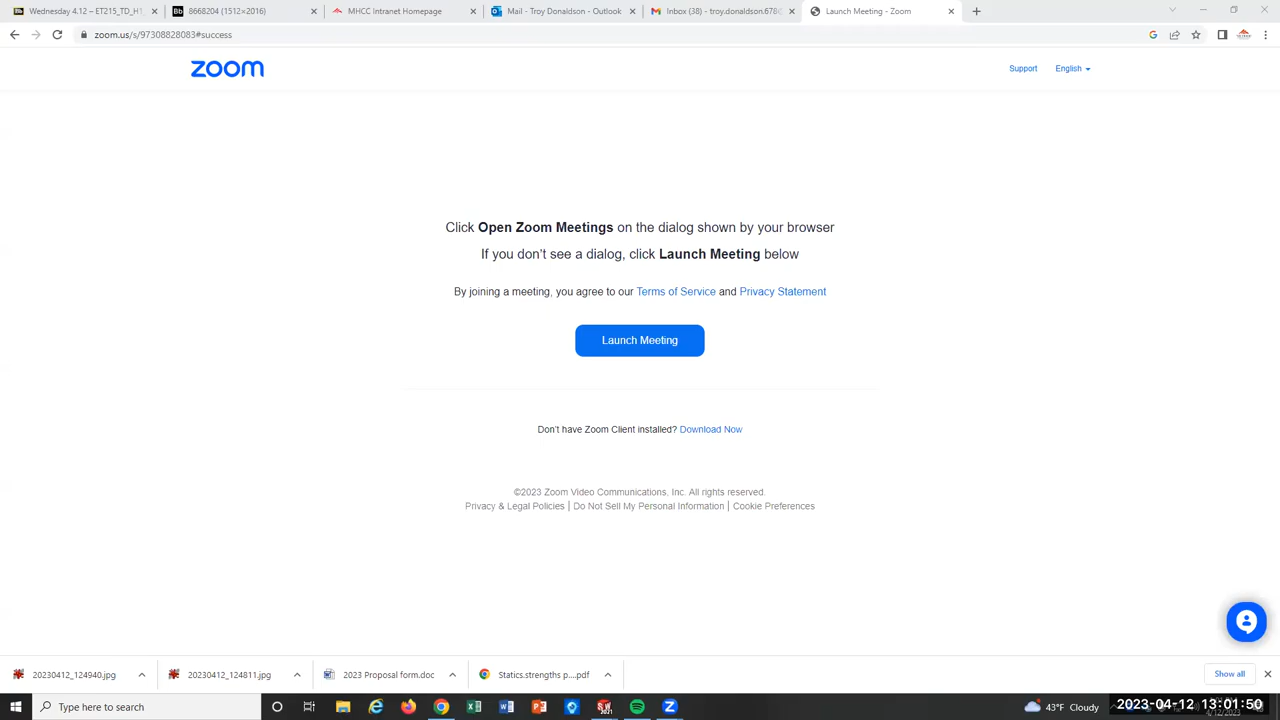 Wednesday 4.12 – ET215_TD_H1
8668204 (1512×2016)
MHCC Intranet Homepage
Mail - Troy Donaldson - Outlook
Inbox (38) - troy.donaldson.678@
Launch Meeting - Zoom
zoom.us/s/97308828083#success
zoom
Support
English
Click Open Zoom Meetings on the dialog shown by your browser
If you don't see a dialog, click Launch Meeting below
By joining a meeting, you agree to our Terms of Service and Privacy Statement
Launch Meeting
Don't have Zoom Client installed? Download Now
©2023 Zoom Video Communications, Inc. All rights reserved.
Privacy & Legal Policies | Do Not Sell My Personal Information | Cookie Preferences
20230412_124940.jpg
20230412_124811.jpg
2023 Proposal form.doc
Statics.strengths p....pdf
Show all
Type here to search
43°F Cloudy
2023-04-12 13:01:50